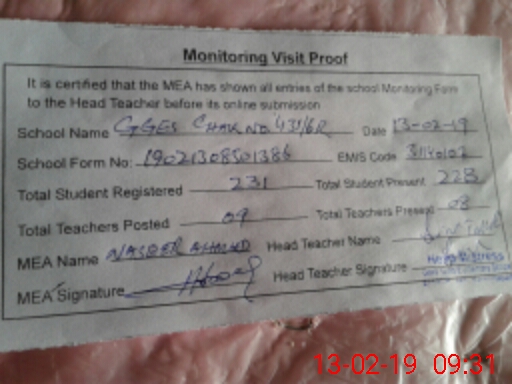 Monitoring Visit Proof
It is certified that the MEA has shown all entries of the school Monitoring Form
to the Head Teacher before its online submission
School Name GGES CHAK NO 431/6R Date 13-02-19
School Form No: 19021308501386 EMIS Code
Total Student Registered 231 Total Student Present 228
Total Teachers Posted 09 Total Teachers Present 08
MEA Name NASEER AHMAD Head Teacher Name
MEA Signature Head Teacher Signature
13-02-19 09:31